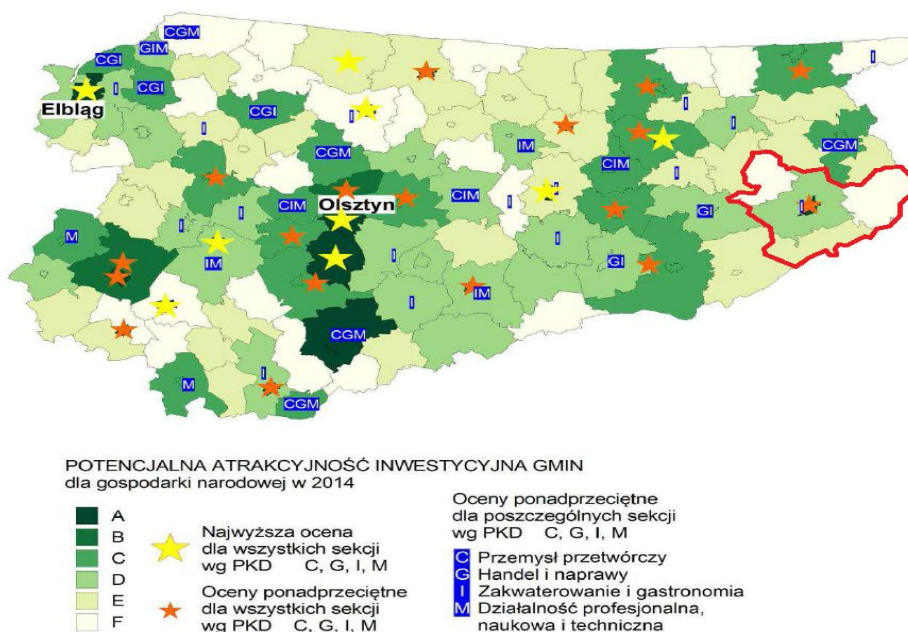 CGM
GIM
CGI
I
CGI
Elbląg
CGI
I
I
I
I
IM
I
CGM
CGM
CIM
I
CIM
Olsztyn
CIM
I
I
GI
I
M
I
I
IM
I
I
GI
IM
I
CGM
I
M
CGM
POTENCJALNA ATRAKCYJNOŚĆ INWESTYCYJNA GMIN
dla gospodarki narodowej w 2014
A
B
C
D
E
F
Najwyższa ocena
dla wszystkich sekcji
wg PKD C, G, I, M
Oceny ponadprzeciętne
dla wszystkich sekcji
wg PKD C, G, I, M
Oceny ponadprzeciętne
dla poszczególnych sekcji
wg PKD C, G, I, M
C Przemysł przetwórczy
G Handel i naprawy
I Zakwaterowanie i gastronomia
M Działalność profesjonalna,
naukowa i techniczna